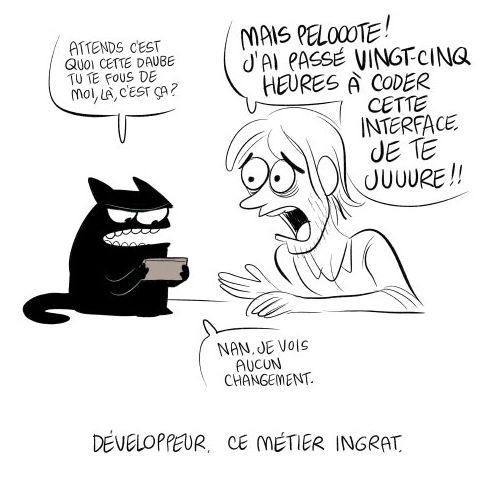 ATTENDS C'EST
QUOI CETTE DAUBE
TU TE FOUS DE
MOI, LÀ, C'EST ÇA?
MAIS PELOOOTE!
J'AI PASSÉ VINGT-CINQ
HEURES À CODER
CETTE
INTERFACE.
JE TE
JUUURE!!
NAN. JE VOIS
AUCUN
CHANGEMENT.
DÉVELOPPEUR. CE MÉTIER INGRAT.